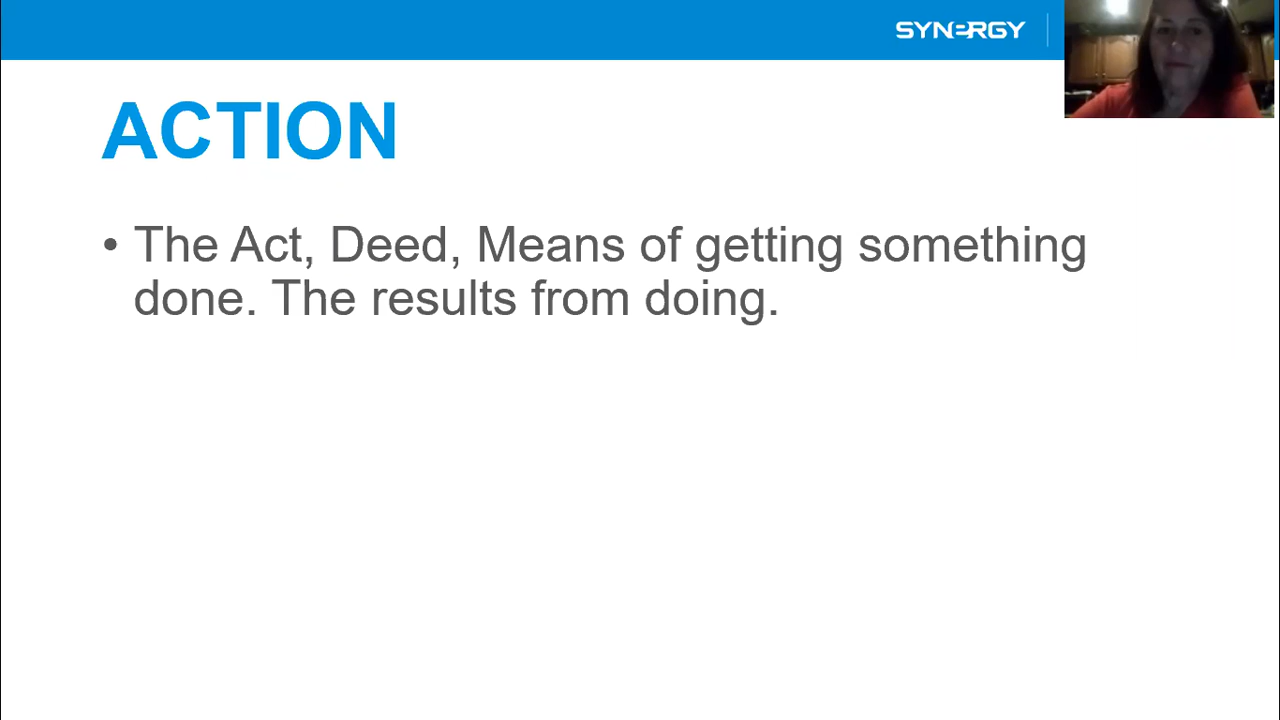 SYNERGY
ACTION
• The Act, Deed, Means of getting something
done. The results from doing.